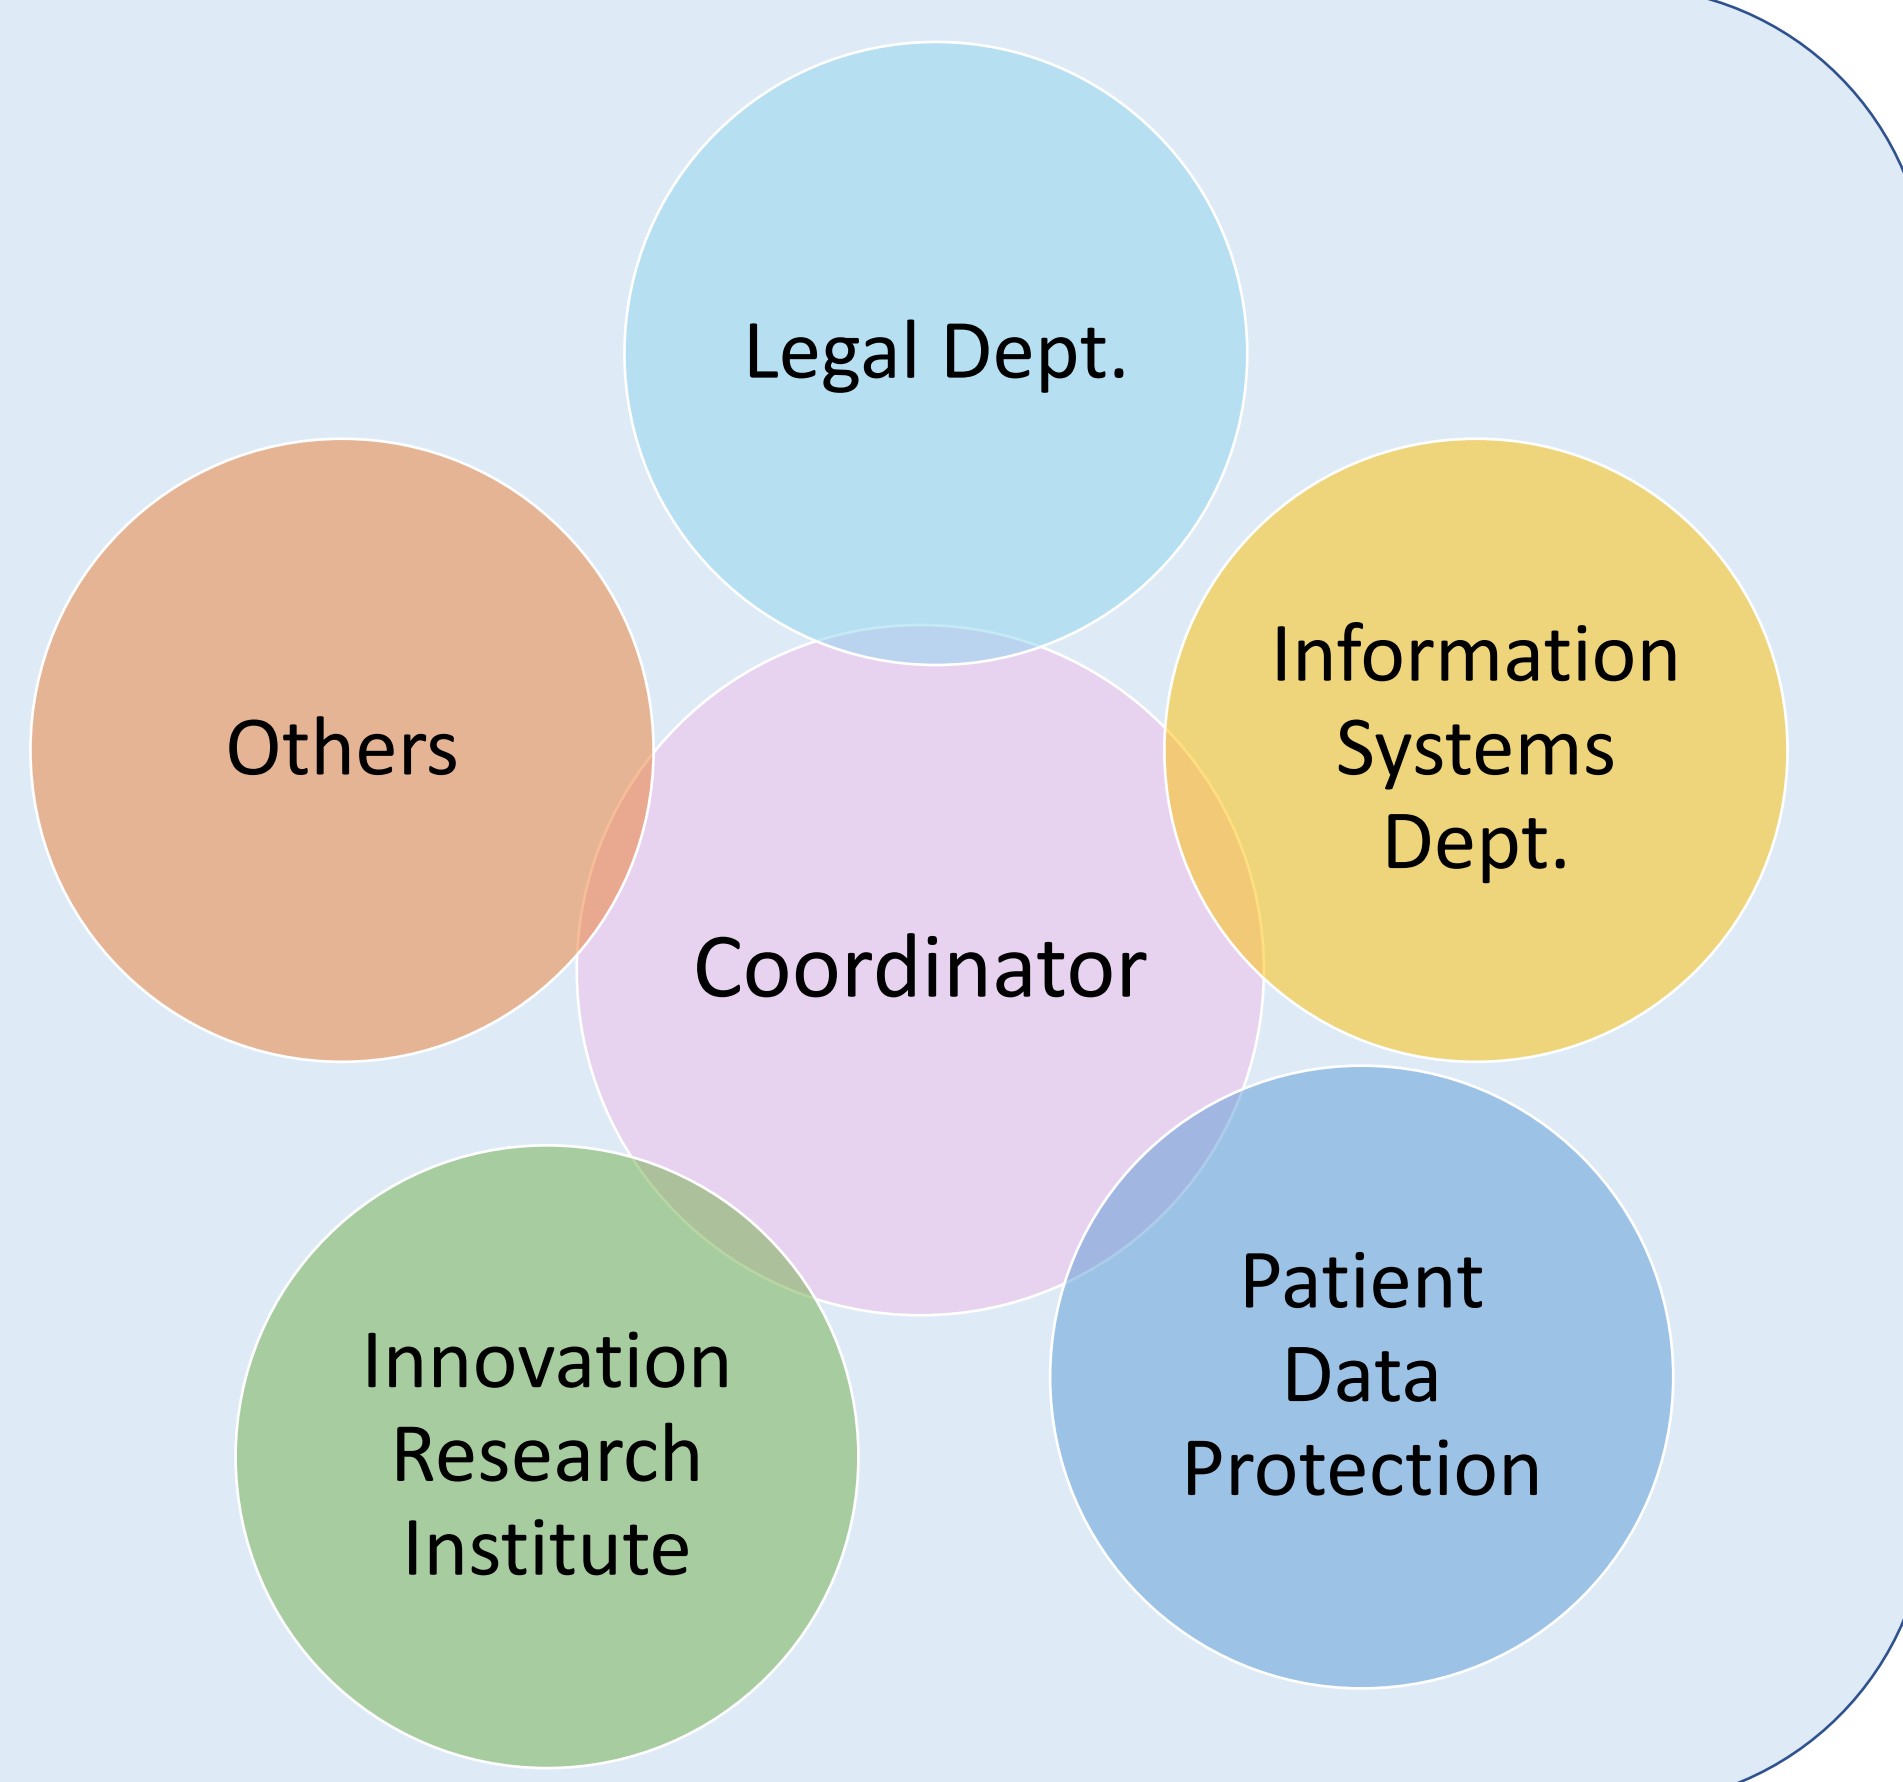 Legal Dept.
Others
Information
Systems
Dept.
Coordinator
Innovation
Research
Institute
Patient
Data
Protection